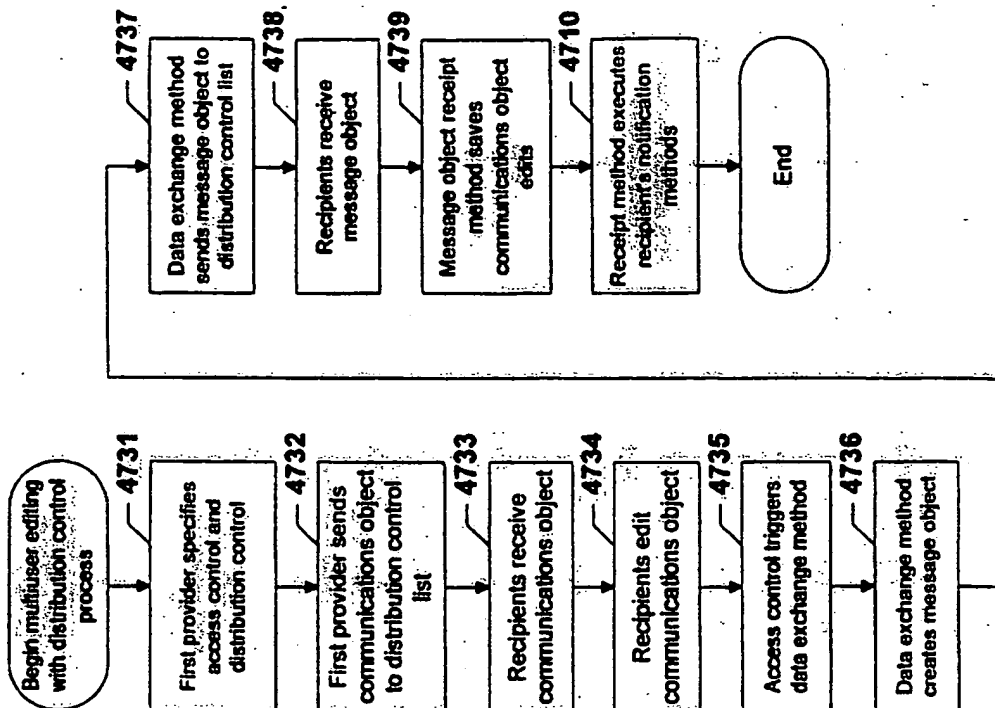 Begin multiuser editing
with distribution control
process
4731
First provider specifies
access control and
distribution control
4732
First provider sends
communications object
to distribution control
list
4733
Recipients receive
communications object
4734
Recipients edit
communications object
4735
Access control triggers
data exchange method
4736
Data exchange method
creates message object
4737
Data exchange method
sends message object to
distribution control list
4738
Recipients receive
message object
4739
Message object receipt
method saves
communications object
edits
4710
Receipt method executes
recipient's notification
methods
End